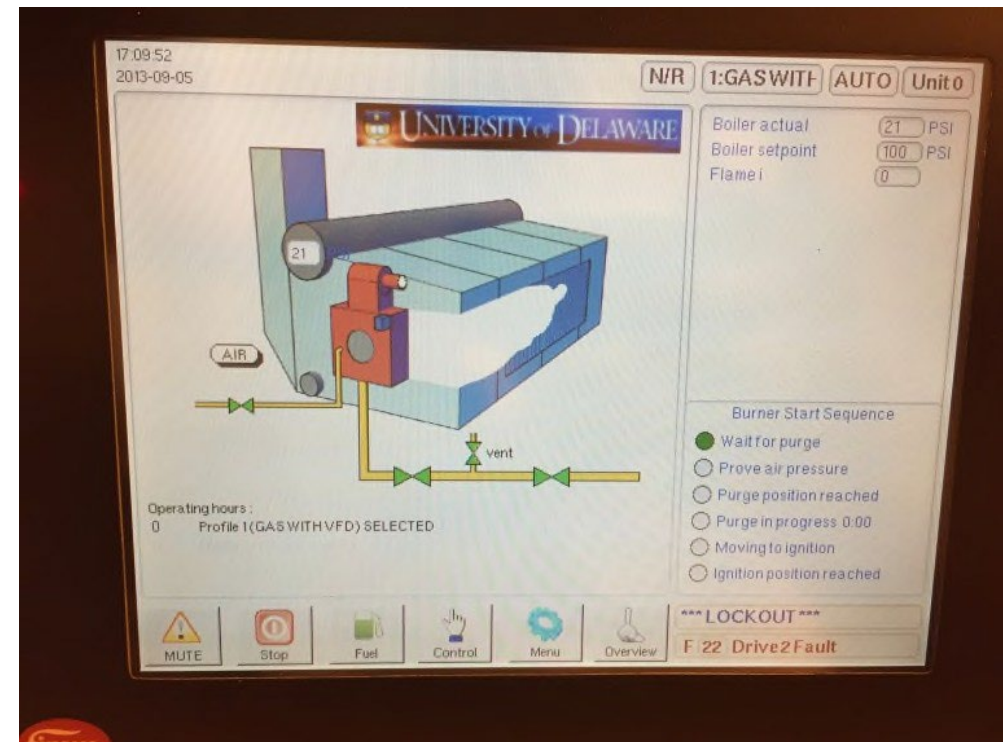 17:09:52
2013-09-05
N/R 1:GAS WITH AUTO Unit 0
UNIVERSITY OF DELAWARE
Boiler actual 21 PSI
Boiler setpoint 100 PSI
Flame i 0
21
AIR
vent
Operating hours :
0 Profile 1(GAS WITH VFD) SELECTED
Burner Start Sequence
Wait for purge
Prove air pressure
Purge position reached
Purge in progress 0:00
Moving to ignition
Ignition position reached
*** LOCKOUT ***
F 22 Drive2 Fault
MUTE Stop Fuel Control Menu Overview